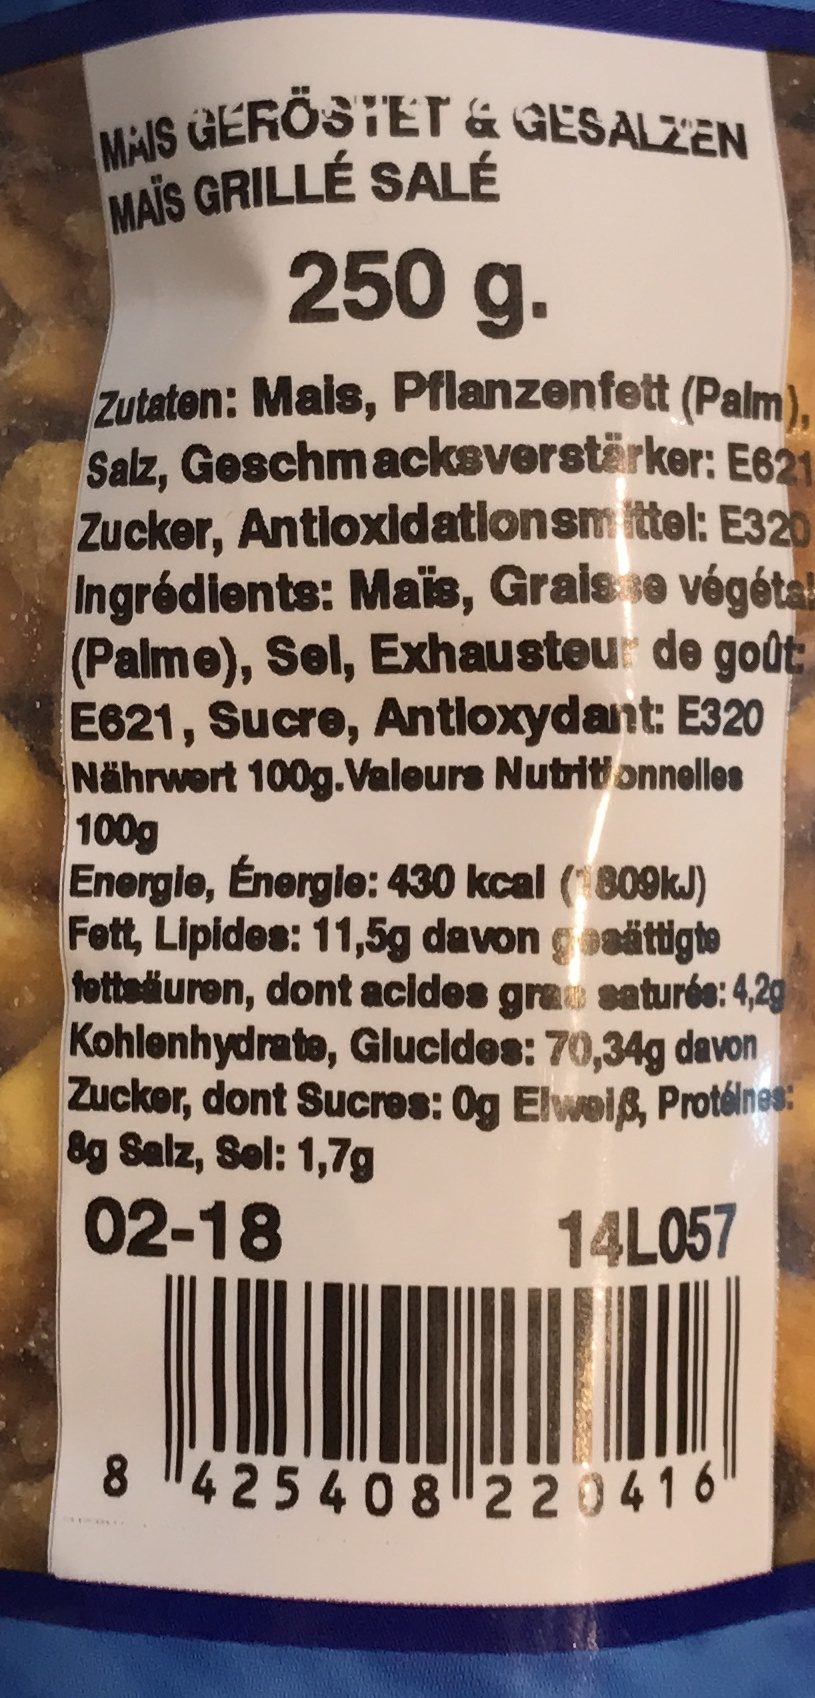 MAIS GERÖSTET & GESALZEN
MAÏS GRILLÉ SALÉ
250 g.
Zutaten: Mais, Pflanzenfett (Palm),
Salz, Geschmacksverstärker: E621
Zucker, Antioxidationsmittel: E320
Ingrédients: Maïs, Graisse végétal
(Palme), Sel, Exhausteur de goût:
E621, Sucre, Antioxydant: E320
Nährwert 100g.Valeurs Nutritionnelles
100g
Energie, Énergie: 430 kcal (1809kJ)
Fett, Lipides: 11,5g davon gesättigte
fettsäuren, dont acides gras saturés: 4,2g
Kohlenhydrate, Glucides: 70,34g davon
Zucker, dont Sucres: 0g Eiweiß, Protéines:
8g Salz, Sel: 1,7g
02-18 14L057
8 425408 220416